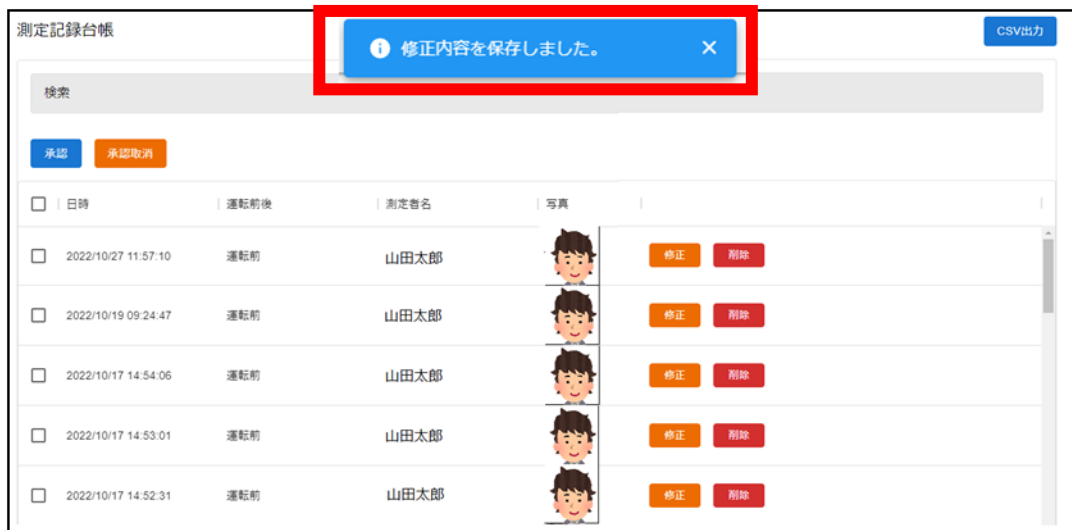 測定記録台帳
修正内容を保存しました。
CSV出力
検索
承認 承認取消
日時 運転前後 測定者名 写真
2022/10/27 11:57:10 運転前 山田太郎 修正 削除
2022/10/19 09:24:47 運転前 山田太郎 修正 削除
2022/10/17 14:54:06 運転前 山田太郎 修正 削除
2022/10/17 14:53:01 運転前 山田太郎 修正 削除
2022/10/17 14:52:31 運転前 山田太郎 修正 削除